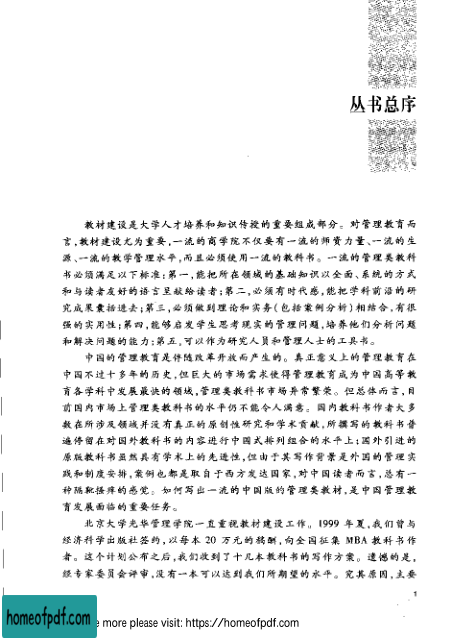 丛书总序
教材建设是大学人才培养和知识传授的重要组成部分。对管理教育而
言,教材建设尤为重要,一流的商学院不仅要有一流的师资力量、一流的生
源、一流的教学管理水平,而且必须使用一流的教科书。一流的管理类教科
书必须满足以下标准:第一,能把所在领域的基础知识以全面、系统的方式
和与读者友好的语言呈献给读者;第二,必须有时代感,能把学科前沿的研
究成果囊括进去;第三,必须做到理论和实务(包括案例分析)相结合,有很
强的实用性;第四,能够启发学生思考现实的管理问题,培养他们分析问题
和解决问题的能力;第五,可以作为研究人员和管理人士的工具书。
中国的管理教育是伴随改革开放而产生的。真正意义上的管理教育在
中国不过十多年的历史,但巨大的市场需求使得管理教育成为中国高等教
育各学科中发展最快的领域,管理类教科书市场异常繁荣。但总体而言,目
前国内市场上管理类教科书的水平仍不能令人满意。国内教科书作者大多
数在所涉及领域并没有真正的原创性研究和学术贡献,所撰写的教科书普
遍停留在对国外教科书的内容进行中国式排列组合的水平上;国外引进的
原版教科书虽然具有学术上的先进性,但由于其写作背景是外国的管理实
践和制度安排,案例也都是取自于西方发达国家,对中国读者而言,总有一
种隔靴搔痒的感觉。如何写出一流的中国版的管理类教材,是中国管理教
育发展面临的重要任务。
北京大学光华管理学院一直重视教材建设工作。1999 年夏,我们曾与
经济科学出版社签约,以每本 20 万元的稿酬,向全国征集 MBA 教科书作
者。这个计划公布之后,我们收到了十几本教科书的写作方案。遗憾的是,
经专家委员会评审,没有一本可以达到我们所期望的水平。究其原因,主要
1
homeofpdf.com
e more please visit: https://homeofpdf.com